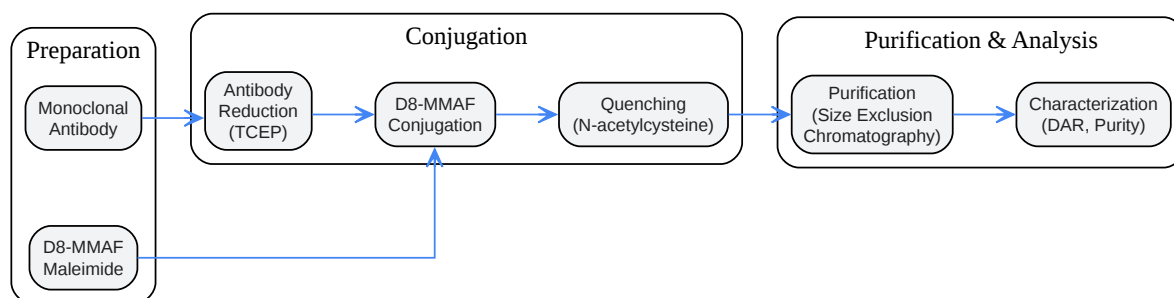 Preparation
Monoclonal
Antibody
D8-MMAF
Maleimide
Conjugation
Antibody
Reduction
(TCEP)
D8-MMAF
Conjugation
Quenching
(N-acetylcysteine)
Purification & Analysis
Purification
(Size Exclusion
Chromatography)
Characterization
(DAR, Purity)